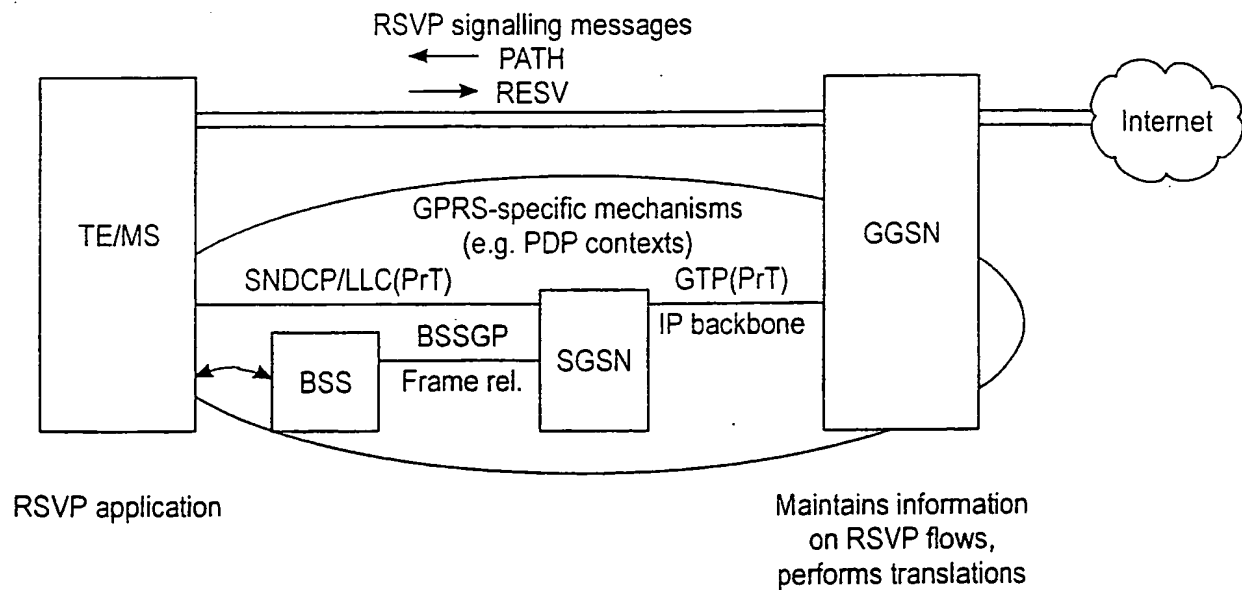 RSVP signalling messages
PATH
RESV
Internet
TE/MS
GPRS-specific mechanisms
(e.g. PDP contexts)
GGSN
SNDCP/LLC(PrT)
GTP(PrT)
IP backbone
BSSGP
SGSN
BSS
Frame rel.
RSVP application
Maintains information
on RSVP flows,
performs translations